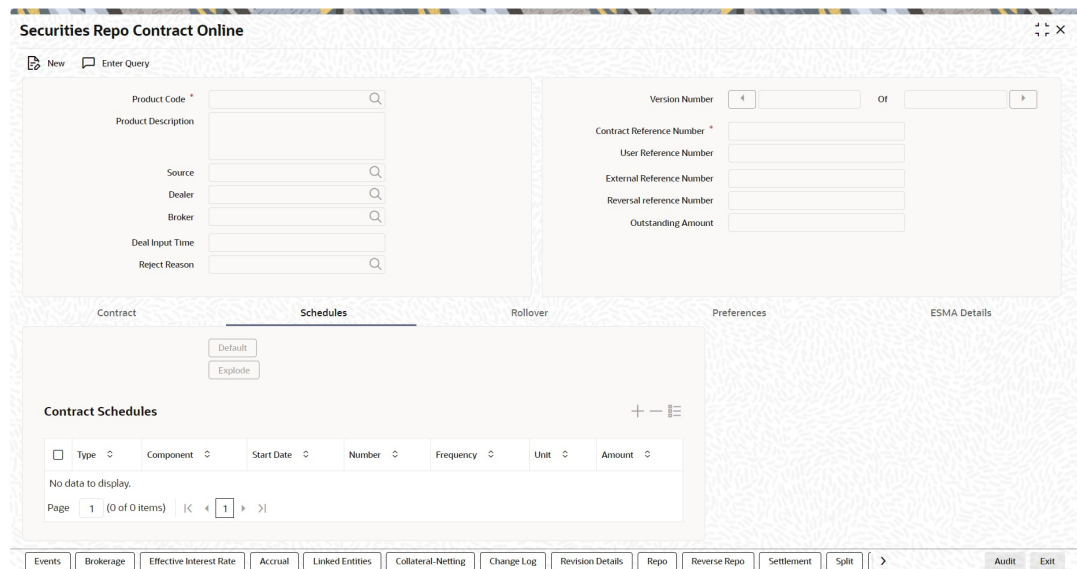 Securities Repo Contract Online
New Enter Query
Product Code *
Product Description
Source
Dealer
Broker
Deal Input Time
Reject Reason
Version Number Of
Contract Reference Number *
User Reference Number
External Reference Number
Reversal reference Number
Outstanding Amount
Contract Schedules Rollover Preferences ESMA Details
Default
Explode
Contract Schedules
Type Component Start Date Number Frequency Unit Amount
No data to display.
Page 1 (0 of 0 items) 1
Events Brokerage Effective Interest Rate Accrual Linked Entities Collateral-Netting Change Log Revision Details Repo Reverse Repo Settlement Split Audit Exit